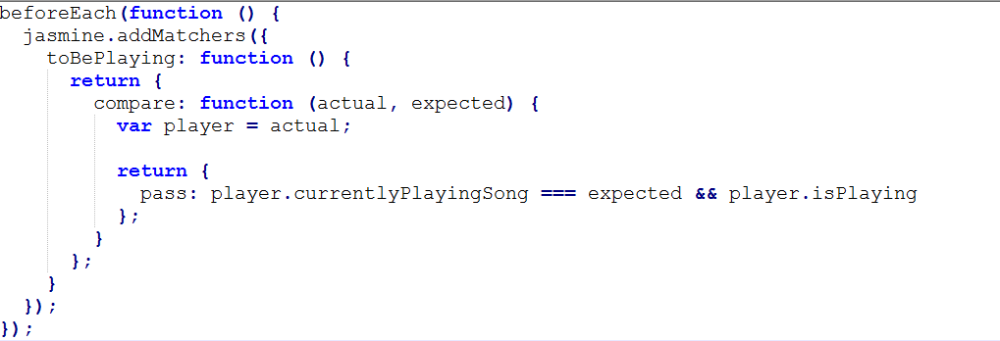 beforeEach(function () {
  jasmine.addMatchers({
    toBePlaying: function () {
      return {
        compare: function (actual, expected) {
          var player = actual;

          return {
            pass: player.currentlyPlayingSong === expected && player.isPlaying
          };
        }
      };
    }
  });
});